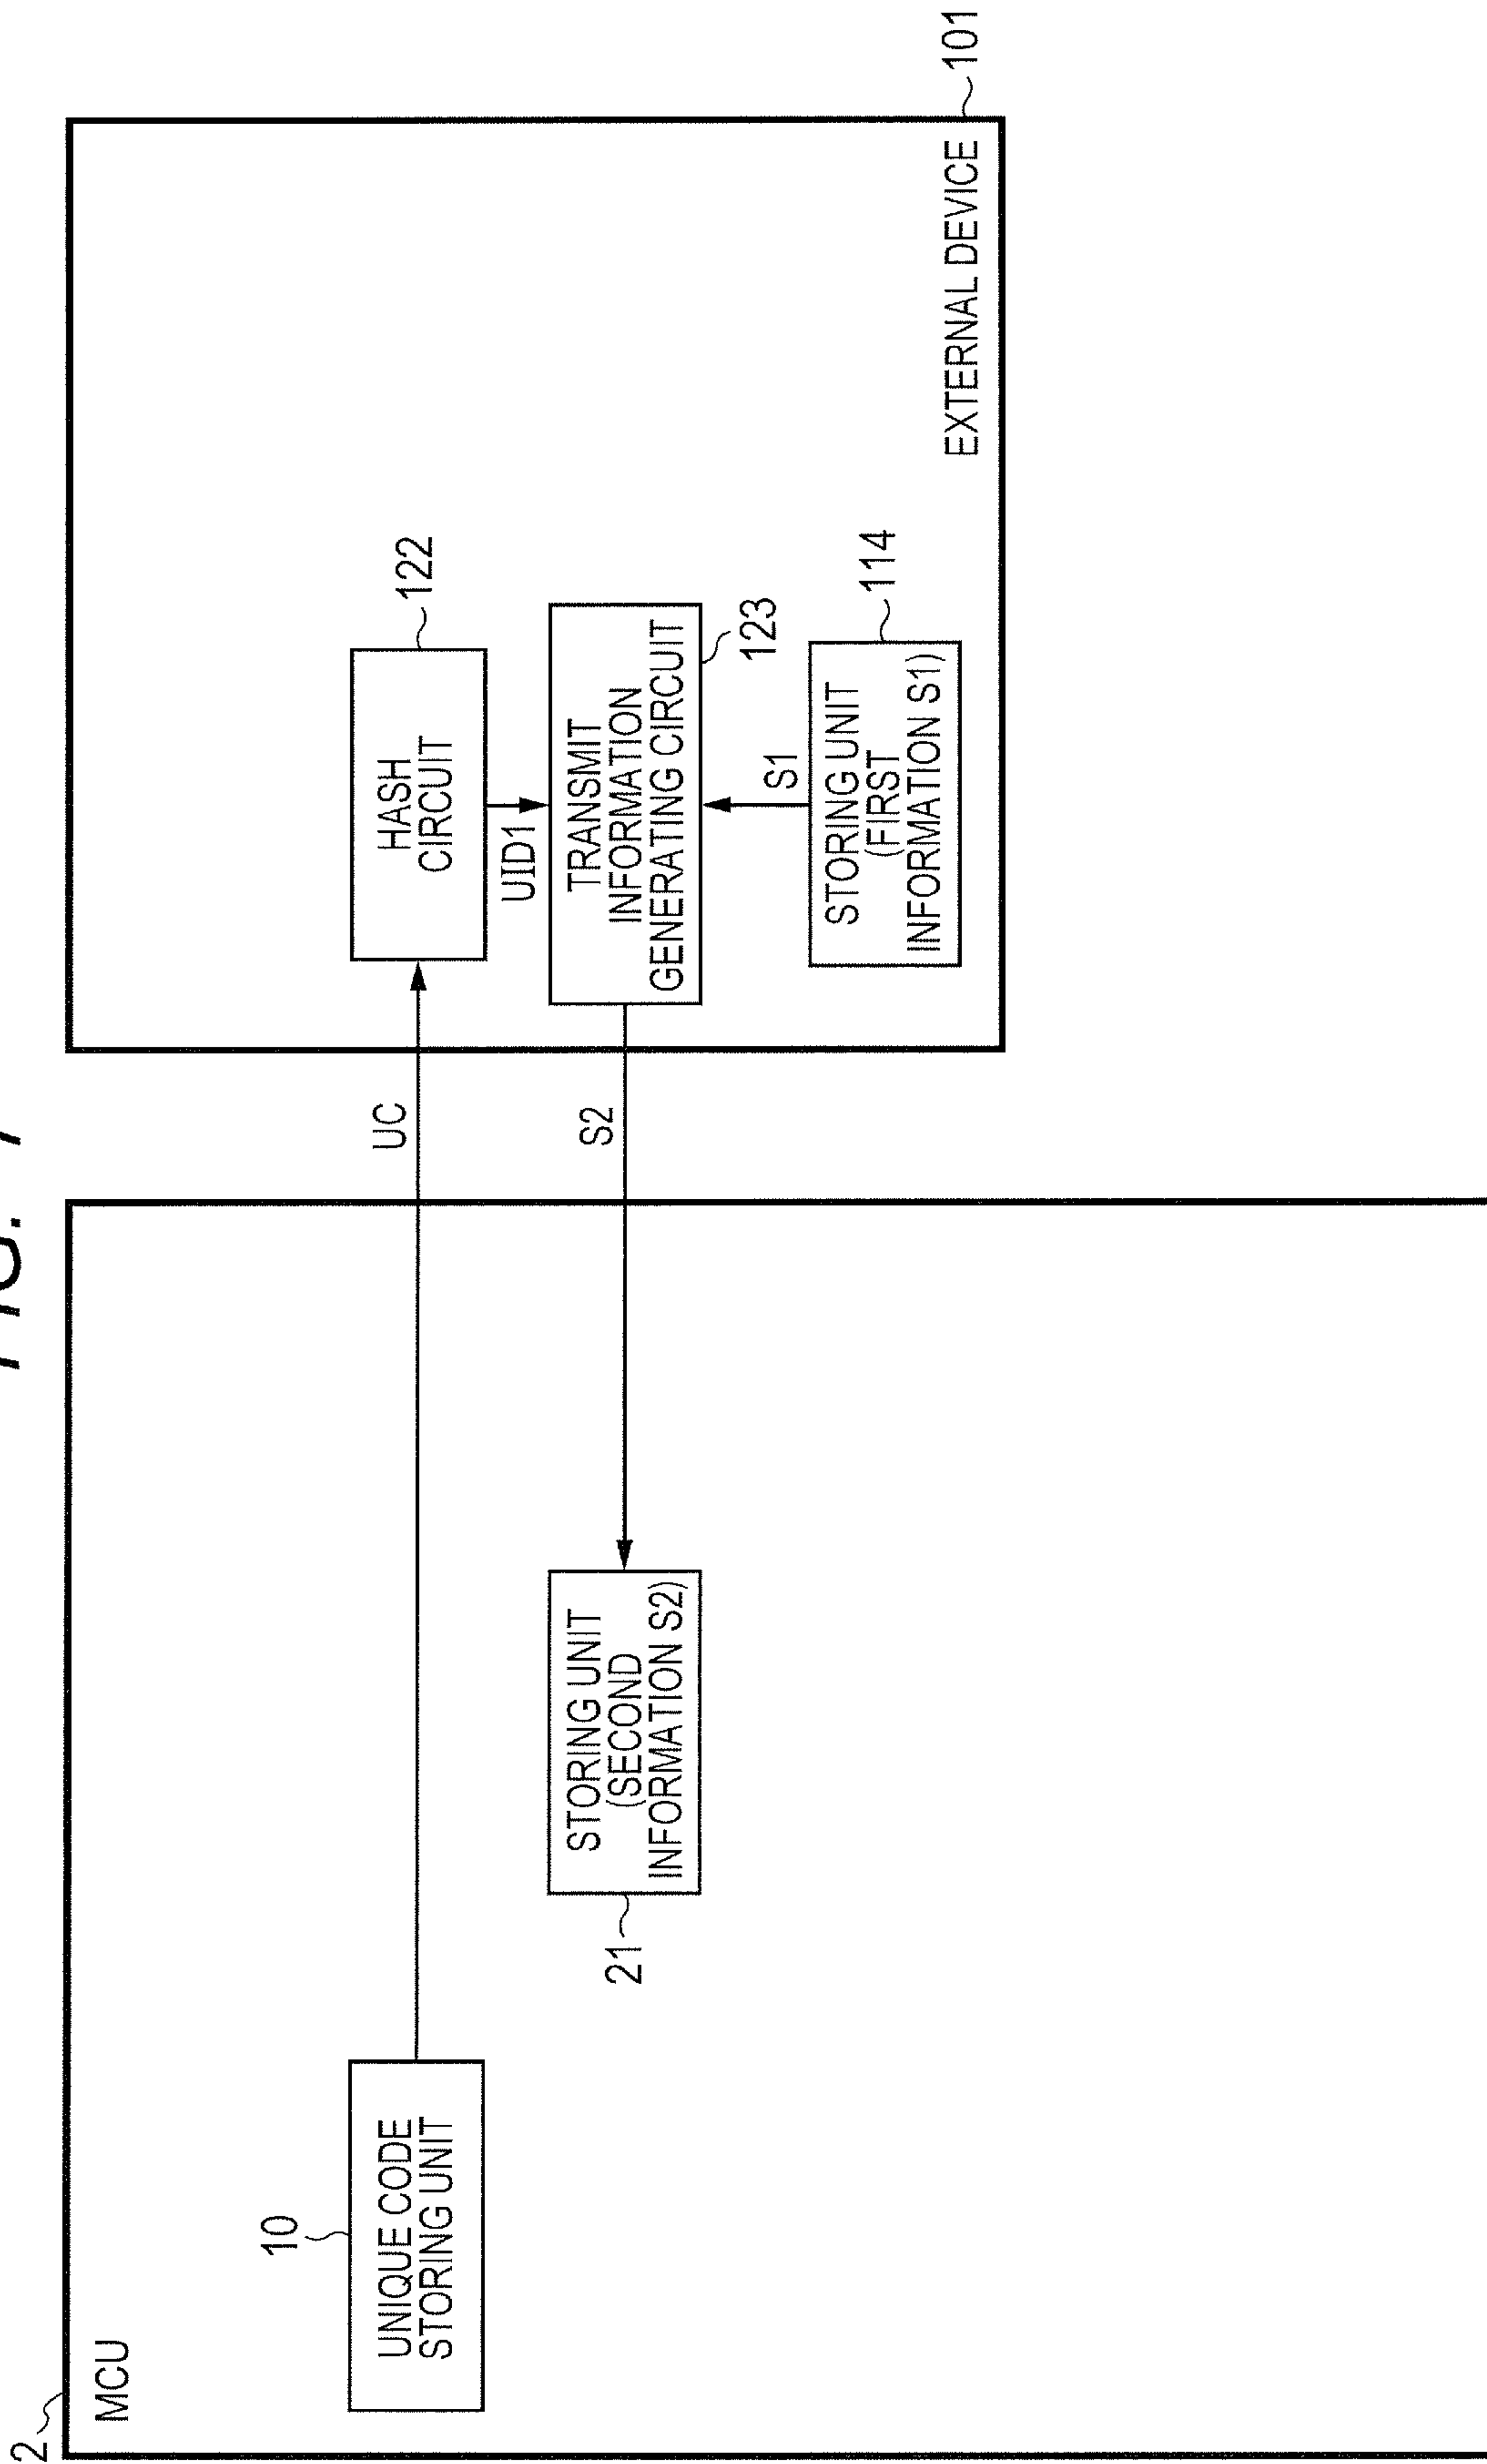 2
MCU
10
UNIQUE CODE
STORING UNIT
21
STORING UNIT
(SECOND
INFORMATION S2)
UC
S2
HASH
CIRCUIT
122
UID1
TRANSMIT
INFORMATION
GENERATING CIRCUIT
123
S1
STORING UNIT
(FIRST
INFORMATION S1)
114
EXTERNAL DEVICE
101